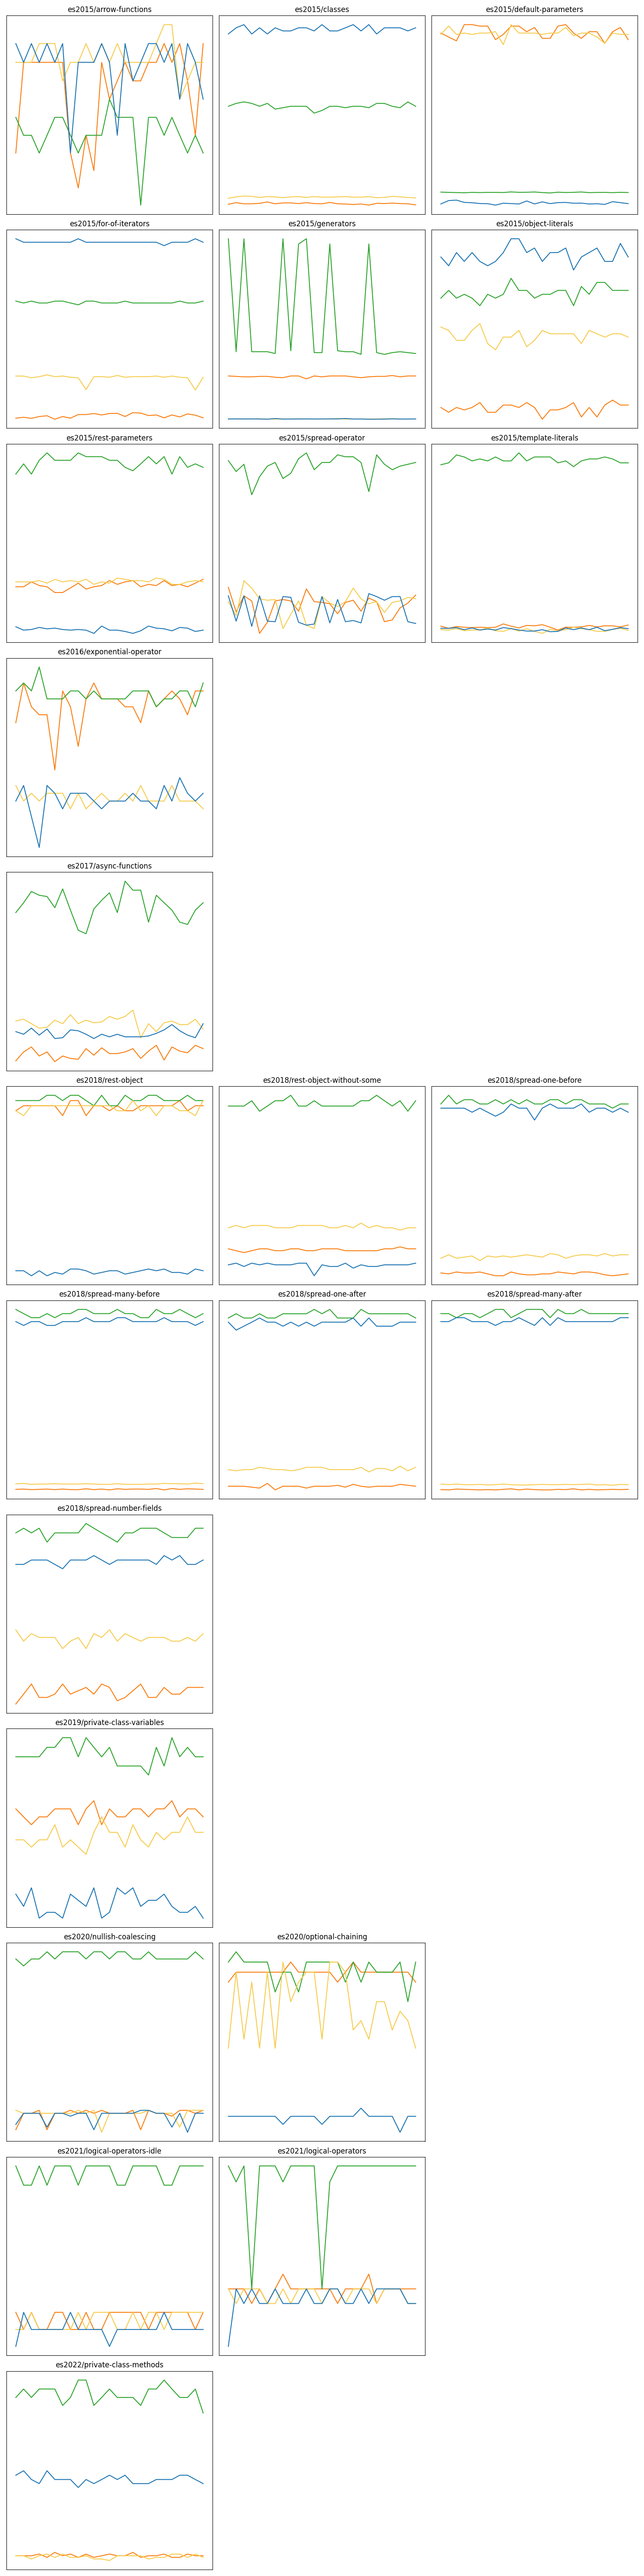 es2015/arrow-functions
es2015/classes
es2015/default-parameters
es2015/for-of-iterators
es2015/generators
es2015/object-literals
es2015/rest-parameters
es2015/spread-operator
es2015/template-literals
es2016/exponential-operator
es2017/async-functions
es2018/rest-object
es2018/rest-object-without-some
es2018/spread-one-before
es2018/spread-many-before
es2018/spread-one-after
es2018/spread-many-after
es2018/spread-number-fields
es2019/private-class-variables
es2020/nullish-coalescing
es2020/optional-chaining
es2021/logical-operators-idle
es2021/logical-operators
es2022/private-class-methods